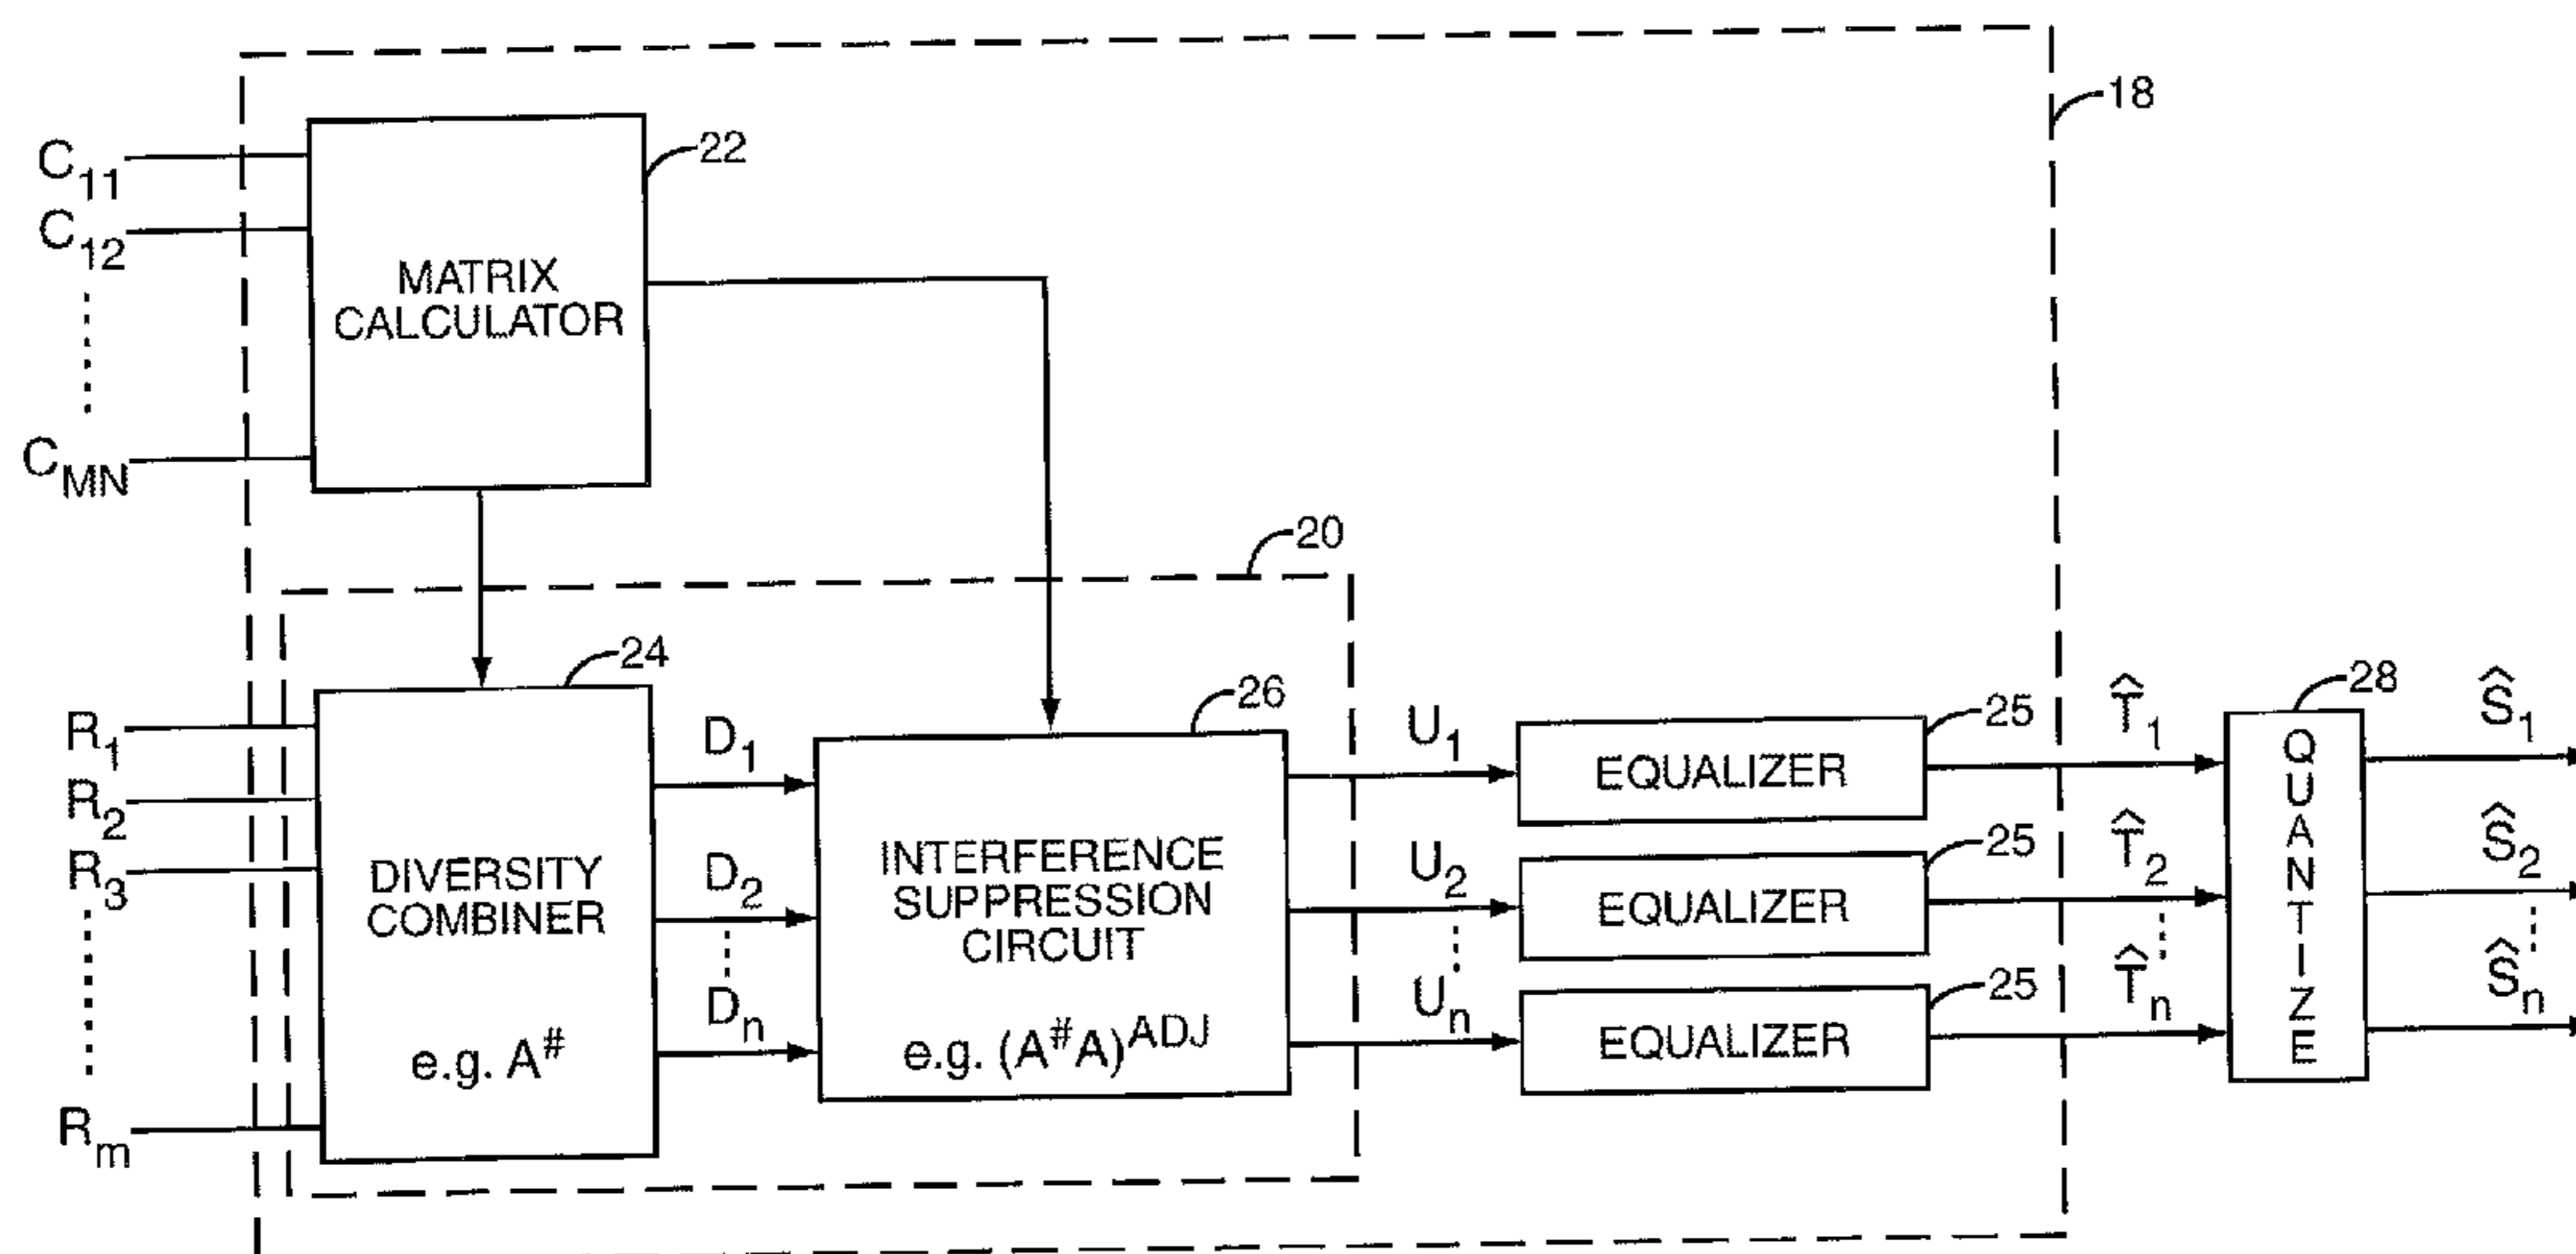 18
C11
22
C12
MATRIX
CALCULATOR
CMN
20
24
R1
R2
R3
Rm
DIVERSITY
COMBINER
e.g. A#
D1
D2
Dn
26
INTERFERENCE
SUPPRESSION
CIRCUIT
e.g. (A#A)ADJ
U1
U2
Un
25
EQUALIZER
25
EQUALIZER
25
EQUALIZER
T̂1
T̂2
T̂n
28
QUANTIZE
Ŝ1
Ŝ2
Ŝn